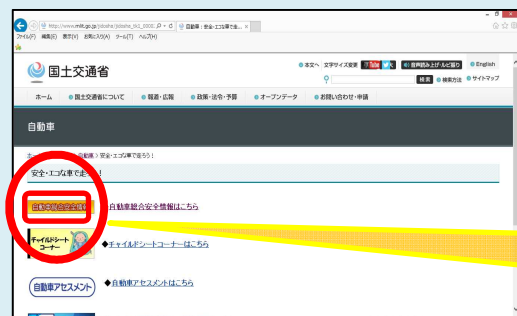 http://www.mlit.go.jp/jidosha/jidosha_tk1_0000
自動車:安全・エコな車で走...
ファイル(F) 編集(E) 表示(V) お気に入り(A) ツール(T) ヘルプ(H)
国土交通省
本文へ 文字サイズ変更 音声読み上げ・ルビ振り English
検索 検索方法 サイトマップ
ホーム 国土交通省について 報道・広報 政策・法令・予算 オープンデータ お問い合わせ・申請
自動車
自動車 > 安全・エコな車で走ろう!
安全・エコな車で走ろう!
自動車総合安全情報 自動車総合安全情報はこちら
チャイルドシート
コーナー
◆チャイルドシートコーナーはこちら
自動車アセスメント ◆自動車アセスメントはこちら